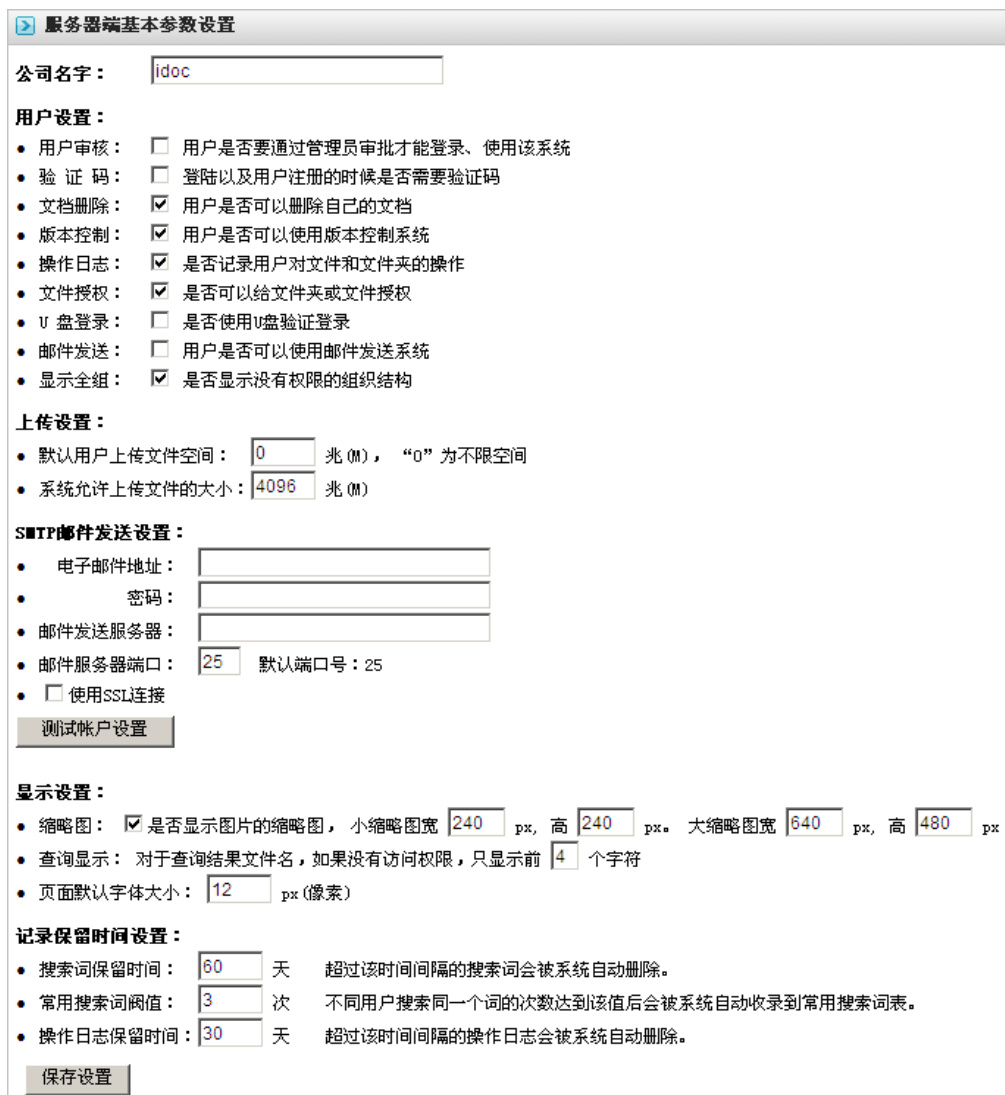 服务器端基本参数设置
公司名字： idoc
用户设置：
• 用户审核： 用户是否要通过管理员审批才能登录、使用该系统
• 验 证 码： 登陆以及用户注册的时候是否需要验证码
• 文档删除： 用户是否可以删除自己的文档
• 版本控制： 用户是否可以使用版本控制系统
• 操作日志： 是否记录用户对文件和文件夹的操作
• 文件授权： 是否可以给文件夹或文件授权
• U 盘登录： 是否使用U盘验证登录
• 邮件发送： 用户是否可以使用邮件发送系统
• 显示全组： 是否显示没有权限的组织结构
上传设置：
• 默认用户上传文件空间： 0 兆(M)， “0”为不限空间
• 系统允许上传文件的大小： 4096 兆(M)
SMTP邮件发送设置：
• 电子邮件地址：
• 密码：
• 邮件发送服务器：
• 邮件服务器端口： 25 默认端口号：25
• 使用SSL连接
测试帐户设置
显示设置：
• 缩略图： 是否显示图片的缩略图， 小缩略图宽 240 px, 高 240 px。 大缩略图宽 640 px, 高 480 px
• 查询显示： 对于查询结果文件名，如果没有访问权限，只显示前 4 个字符
• 页面默认字体大小： 12 px(像素)
记录保留时间设置：
• 搜索词保留时间： 60 天 超过该时间间隔的搜索词会被系统自动删除。
• 常用搜索词阀值： 3 次 不同用户搜索同一个词的次数达到该值后会被系统自动收录到常用搜索词表。
• 操作日志保留时间： 30 天 超过该时间间隔的操作日志会被系统自动删除。
保存设置